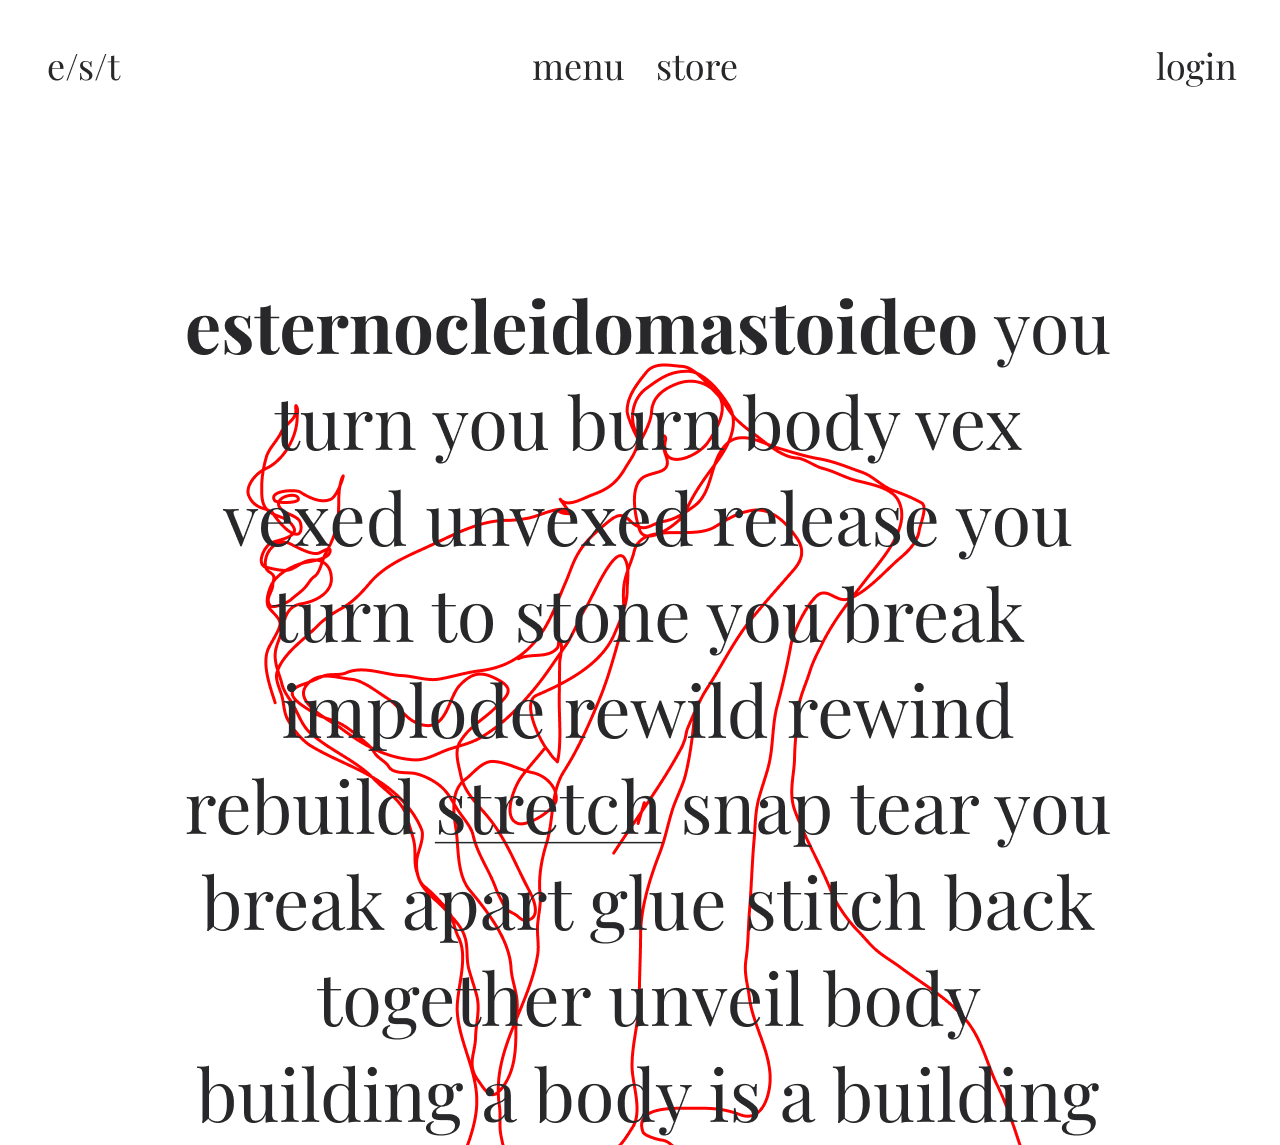 e/s/t menu store login
esternocleidomastoideo you
turn you burn body vex
vexed unvexed release you
turn to stone you break
implode rewild rewind
rebuild stretch snap tear you
break apart glue stitch back
together unveil body
building a body is a building